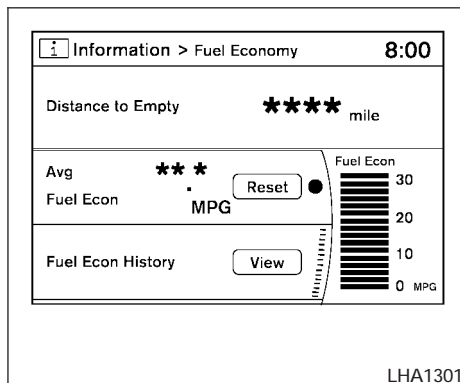 i Information > Fuel Economy 8:00
Distance to Empty **** mile
Avg Fuel Econ **.* MPG Reset
Fuel Econ History View
Fuel Econ
30
20
10
0 MPG
LHA1301